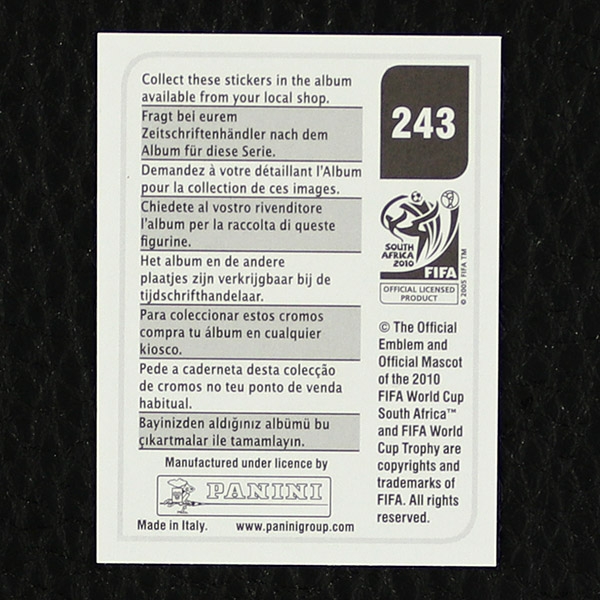 Collect these stickers in the album
available from your local shop.
Fragt bei eurem
Zeitschriftenhändler nach dem
Album für diese Serie.
Demandez à votre détaillant l'Album
pour la collection de ces images.
Chiedete al vostro rivenditore
l'album per la raccolta di queste
figurine.
Het album en de andere
plaatjes zijn verkrijgbaar bij de
tijdschrifthandelaar.
Para coleccionar estos cromos
compra tu álbum en cualquier
kiosco.
Pede a caderneta desta colecção
de cromos no teu ponto de venda
habitual.
Bayinizden aldığınız albümü bu
çıkartmalar ile tamamlayın.
Manufactured under licence by
PANINI
Made in Italy. www.paninigroup.com
243
SOUTH
AFRICA
2010
FIFA
OFFICIAL LICENSED
PRODUCT
© 2005 FIFA TM
© The Official
Emblem and
Official Mascot
of the 2010
FIFA World Cup
South Africa™
and FIFA World
Cup Trophy are
copyrights and
trademarks of
FIFA. All rights
reserved.